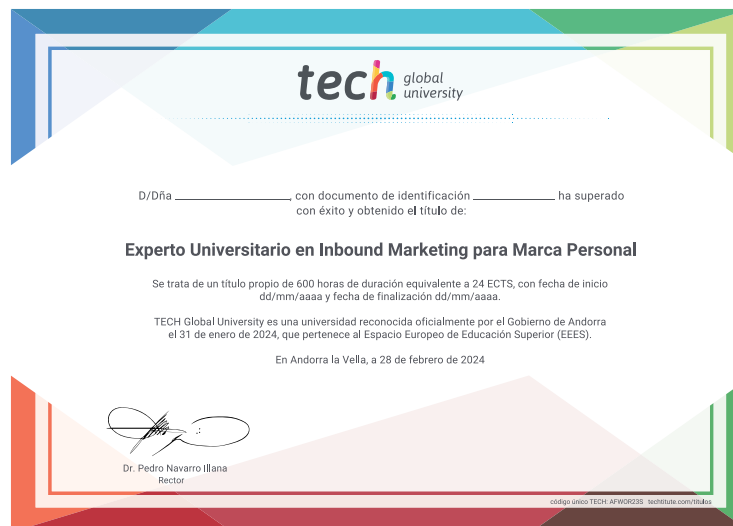 tech global university
D/Dña ____________________, con documento de identificación ______________ ha superado
con éxito y obtenido el título de:
Experto Universitario en Inbound Marketing para Marca Personal
Se trata de un título propio de 600 horas de duración equivalente a 24 ECTS, con fecha de inicio
dd/mm/aaaa y fecha de finalización dd/mm/aaaa.
TECH Global University es una universidad reconocida oficialmente por el Gobierno de Andorra
el 31 de enero de 2024, que pertenece al Espacio Europeo de Educación Superior (EEES).
En Andorra la Vella, a 28 de febrero de 2024
Dr. Pedro Navarro Illana
Rector
código único TECH: AFWOR23S techtitute.com/titulos